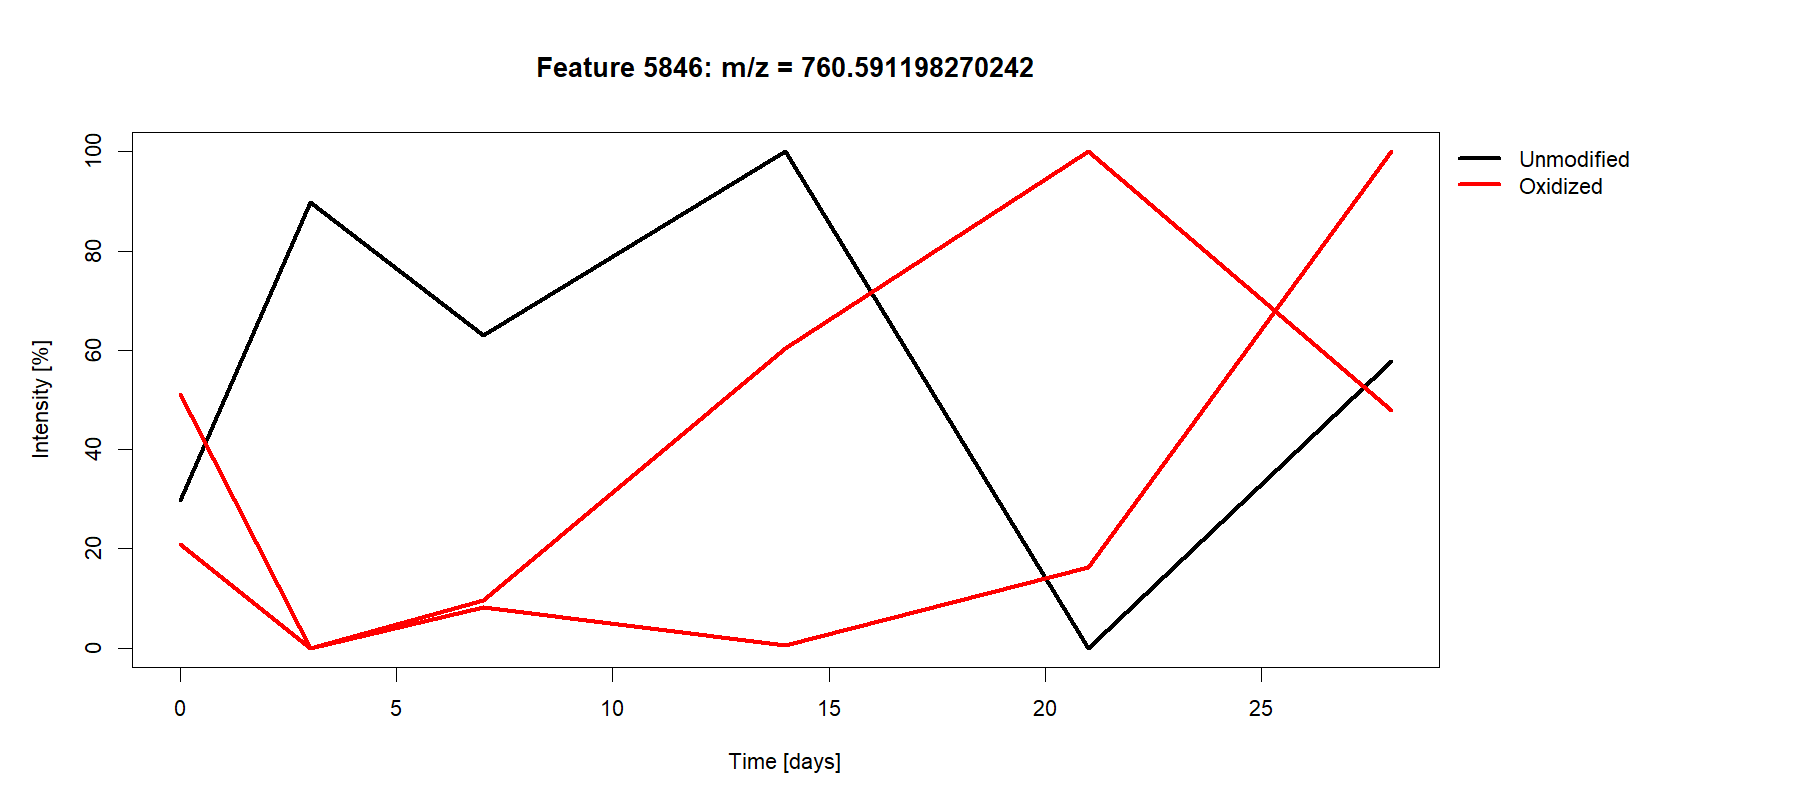 Feature 5846: m/z = 760.591198270242
Unmodified
Oxidized
Intensity [%]
100
80
60
40
20
0
0 5 10 15 20 25
Time [days]